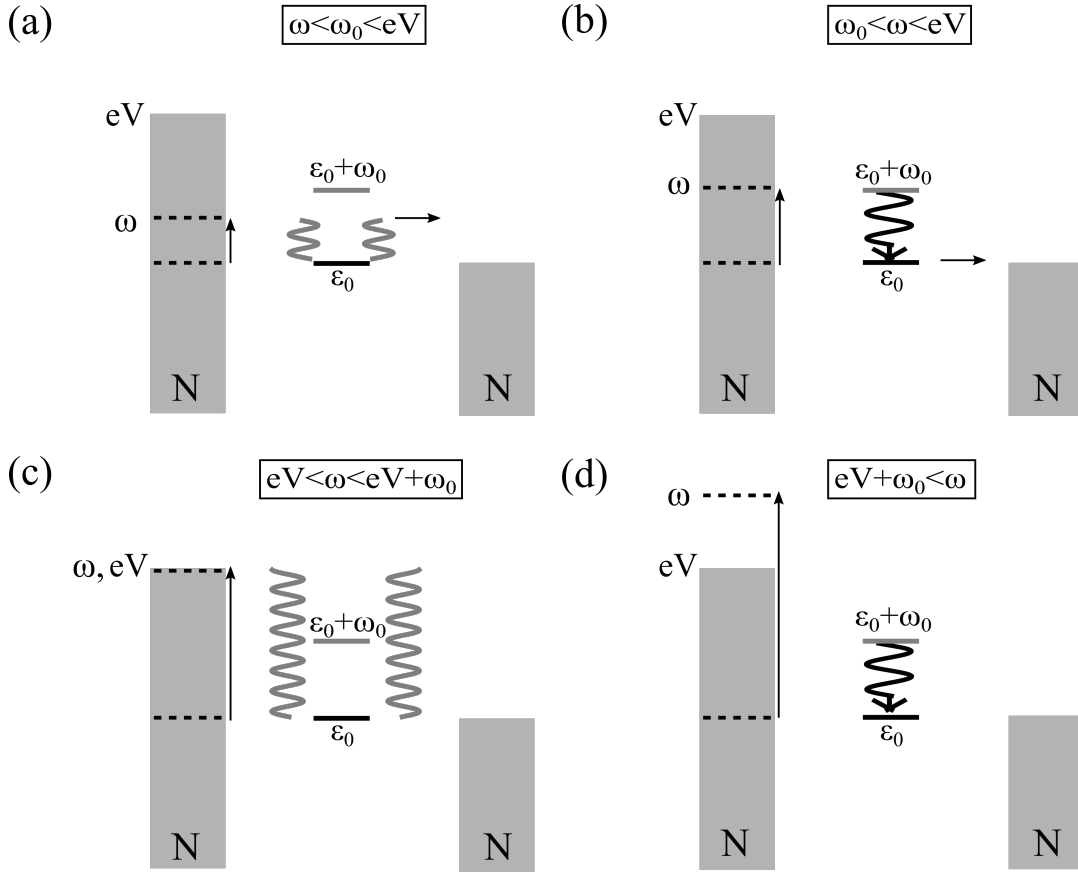 (a)
ω<ω₀<eV
eV
ε₀+ω₀
ω
ε₀
N
N
(b)
ω₀<ω<eV
eV
ε₀+ω₀
ω
ε₀
N
N
(c)
eV<ω<eV+ω₀
ω, eV
ε₀+ω₀
ε₀
N
N
(d)
eV+ω₀<ω
ω
eV
ε₀+ω₀
ε₀
N
N